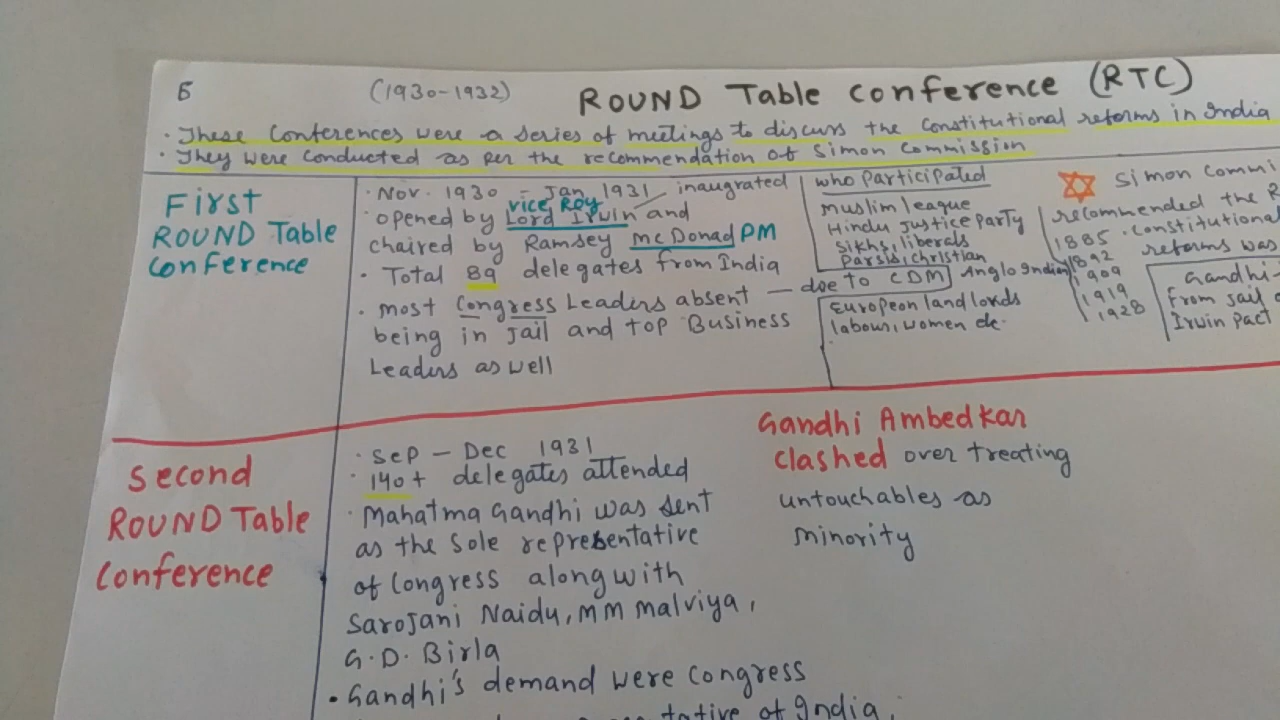 5 (1930-1932) ROUND Table conference (RTC)
· These Conferences were a series of meetings to discuss the Constitutional reforms in India
· They were conducted as per the recommendation of Simon Commission
First
ROUND Table
Conference
· Nov. 1930 - Jan 1931 inaugrated
vice Roy
opened by Lord Irwin and
chaired by Ramsey mcDonad PM
· Total 89 delegates from India
· most Congress Leaders absent — due to CDM
being in Jail and top Business
Leaders as well
who participated
muslim league
Hindu Justice Party
Sikhs, liberals
Parsis, christian
Anglo Indian
European landlords
labour, women etc
Simon Commi
recommended the R
1885 · constitutional
1892 reforms was
1909
1919
1928
Gandhi-
From Jail
Irwin Pact
Second
ROUND Table
Conference
· Sep - Dec 1931
· 140+ delegates attended
· Mahatma Gandhi was sent
as the Sole representative
of Congress along with
Sarojani Naidu, MM Malviya,
G.D. Birla
• Gandhi's demand were Congress
tative of India,
Gandhi Ambedkar
clashed over treating
untouchables as
minority